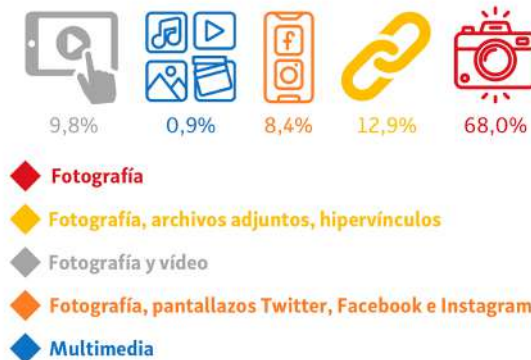 9,8% 0,9% 8,4% 12,9% 68,0%
Fotografía
Fotografía, archivos adjuntos, hipervínculos
Fotografía y vídeo
Fotografía, pantallazos Twitter, Facebook e Instagram
Multimedia